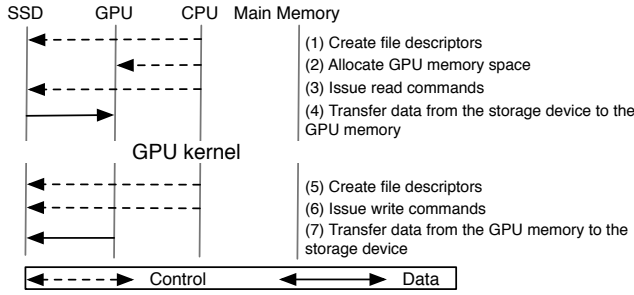 SSD GPU CPU Main Memory
(1) Create file descriptors
(2) Allocate GPU memory space
(3) Issue read commands
(4) Transfer data from the storage device to the
GPU memory
GPU kernel
(5) Create file descriptors
(6) Issue write commands
(7) Transfer data from the GPU memory to the
storage device
Control Data